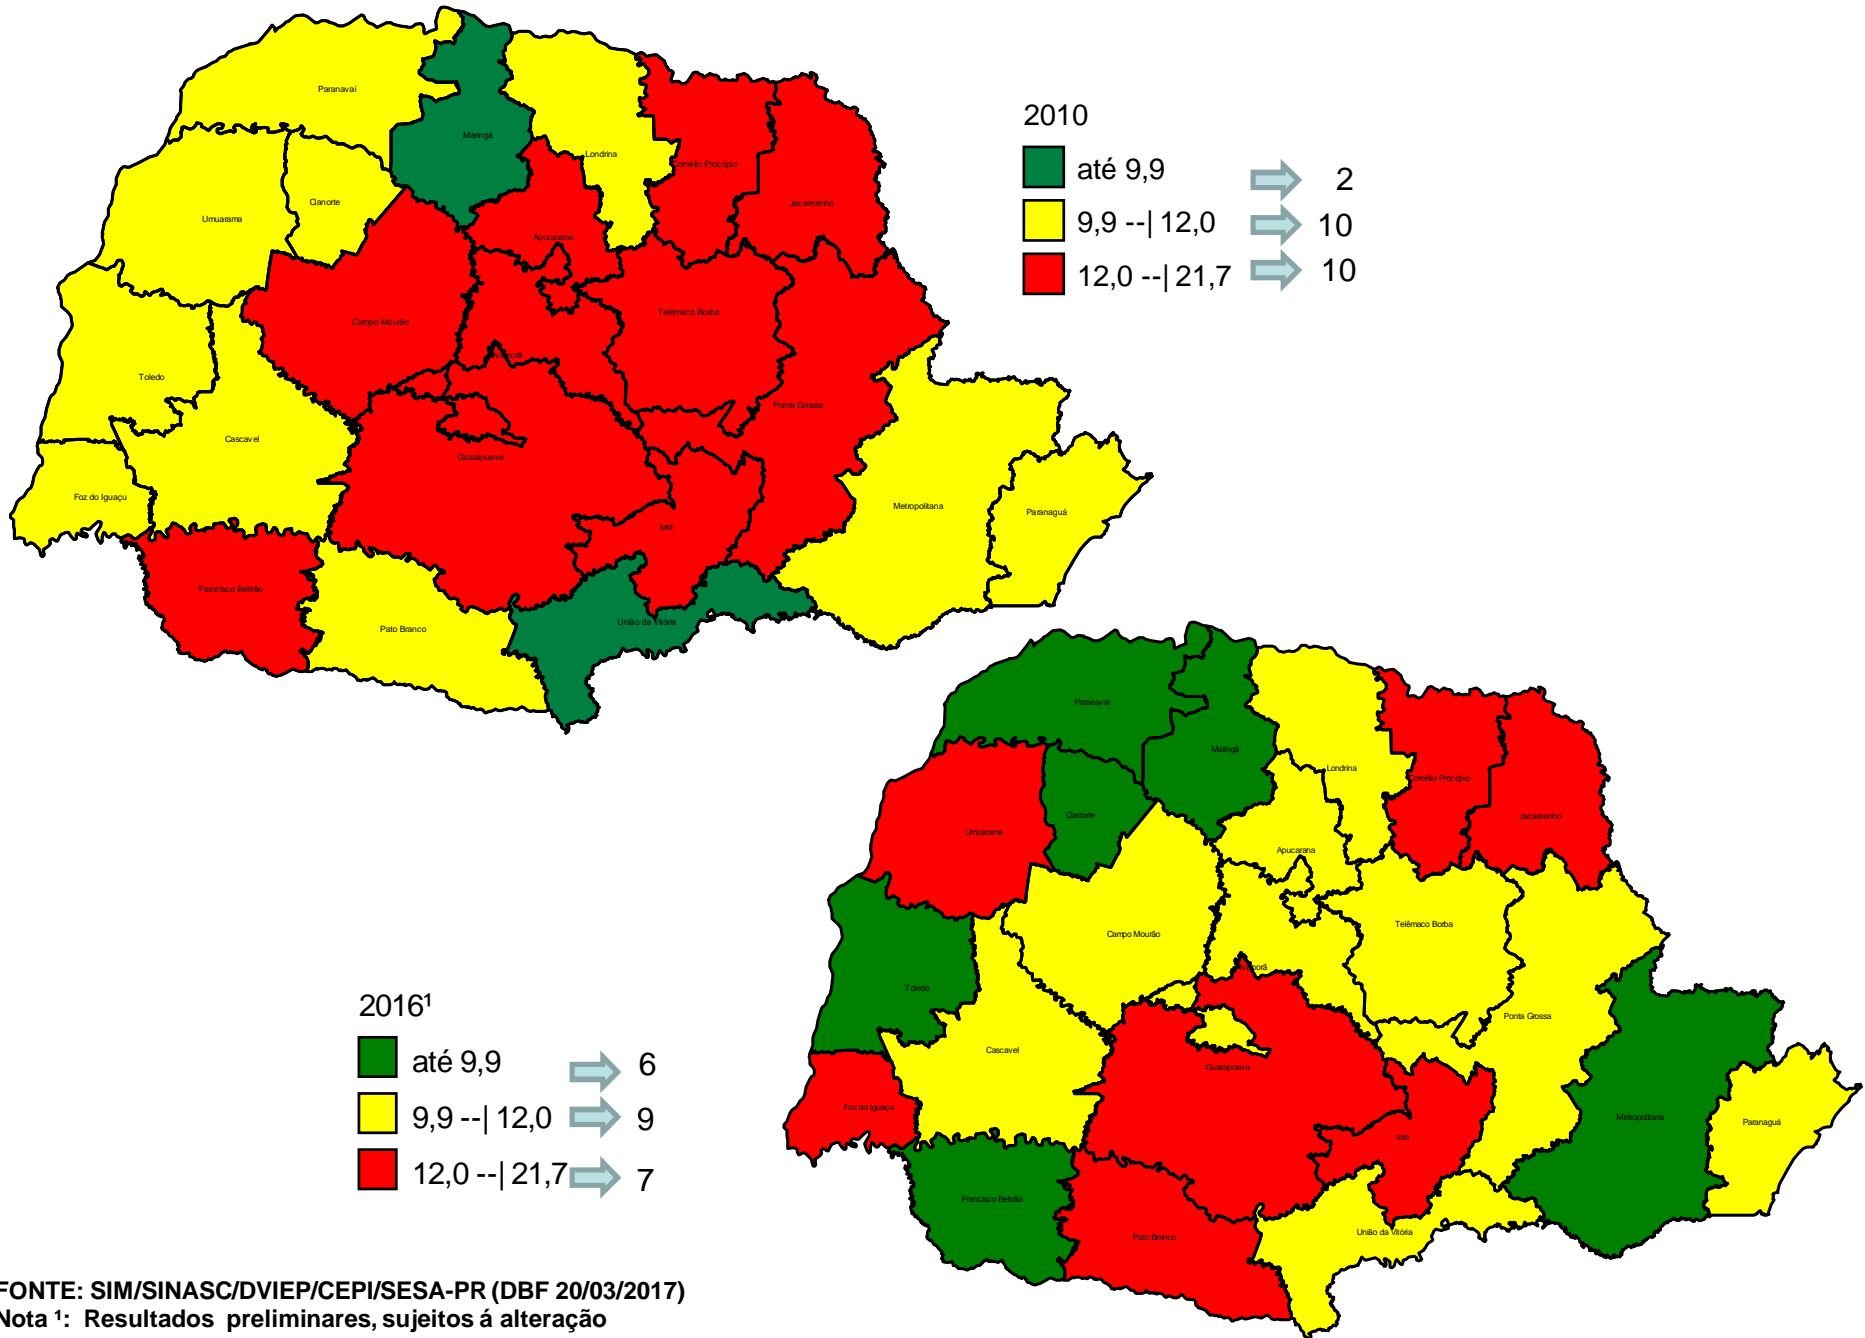 Paranavaí
Maringá
Londrina
Cornélio Procópio
Jacarezinho
Umuarama
Cianorte
Apucarana
Campo Mourão
Telêmaco Borba
Ivaiporã
Toledo
Ponta Grossa
Cascavel
Guarapuava
Foz do Iguaçu
Irati
Metropolitana
Paranaguá
Francisco Beltrão
Pato Branco
União da Vitória
2010
até 9,9 2
9,9 --| 12,0 10
12,0 --| 21,7 10
Paranavaí
Maringá
Londrina
Cornélio Procópio
Jacarezinho
Umuarama
Cianorte
Apucarana
Campo Mourão
Telêmaco Borba
Ivaiporã
Toledo
Ponta Grossa
Cascavel
Guarapuava
Foz do Iguaçu
Irati
Metropolitana
Paranaguá
Francisco Beltrão
Pato Branco
União da Vitória
2016¹
até 9,9 6
9,9 --| 12,0 9
12,0 --| 21,7 7
FONTE: SIM/SINASC/DVIEP/CEPI/SESA-PR (DBF 20/03/2017)
Nota ¹: Resultados preliminares, sujeitos á alteração